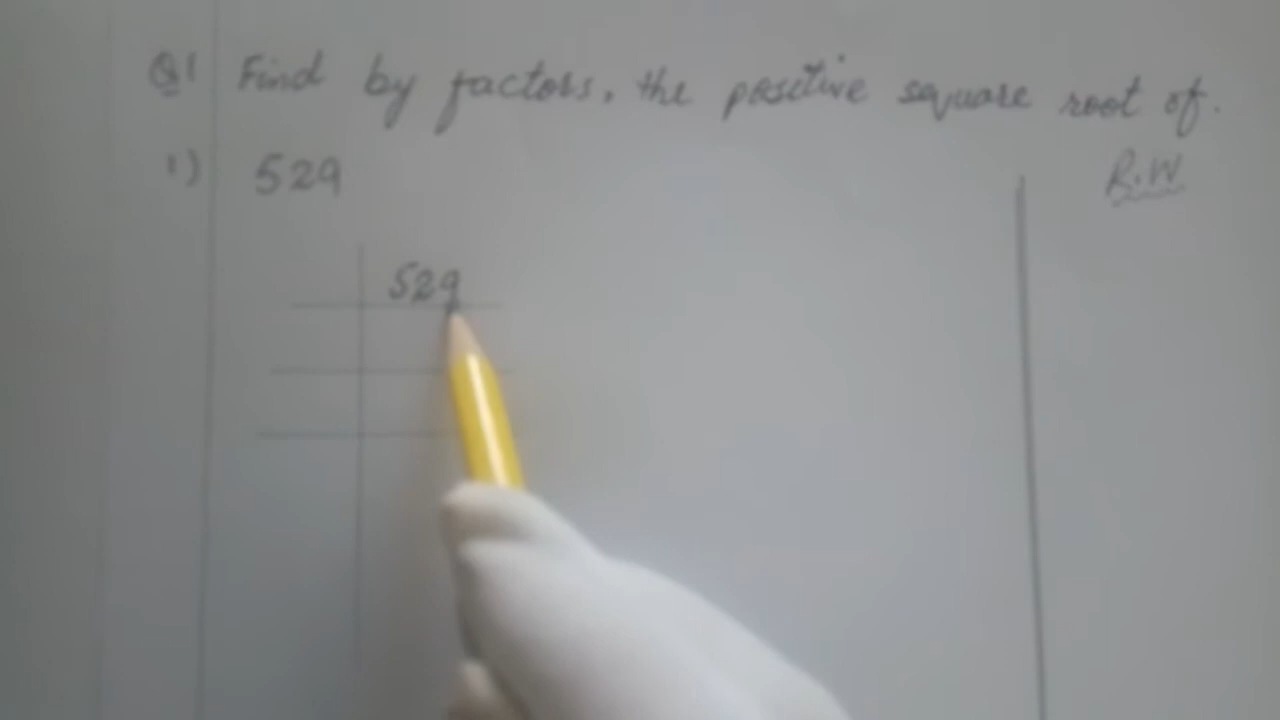 Q1 Find by factors, the positive square root of.
1) 529
R.W
529